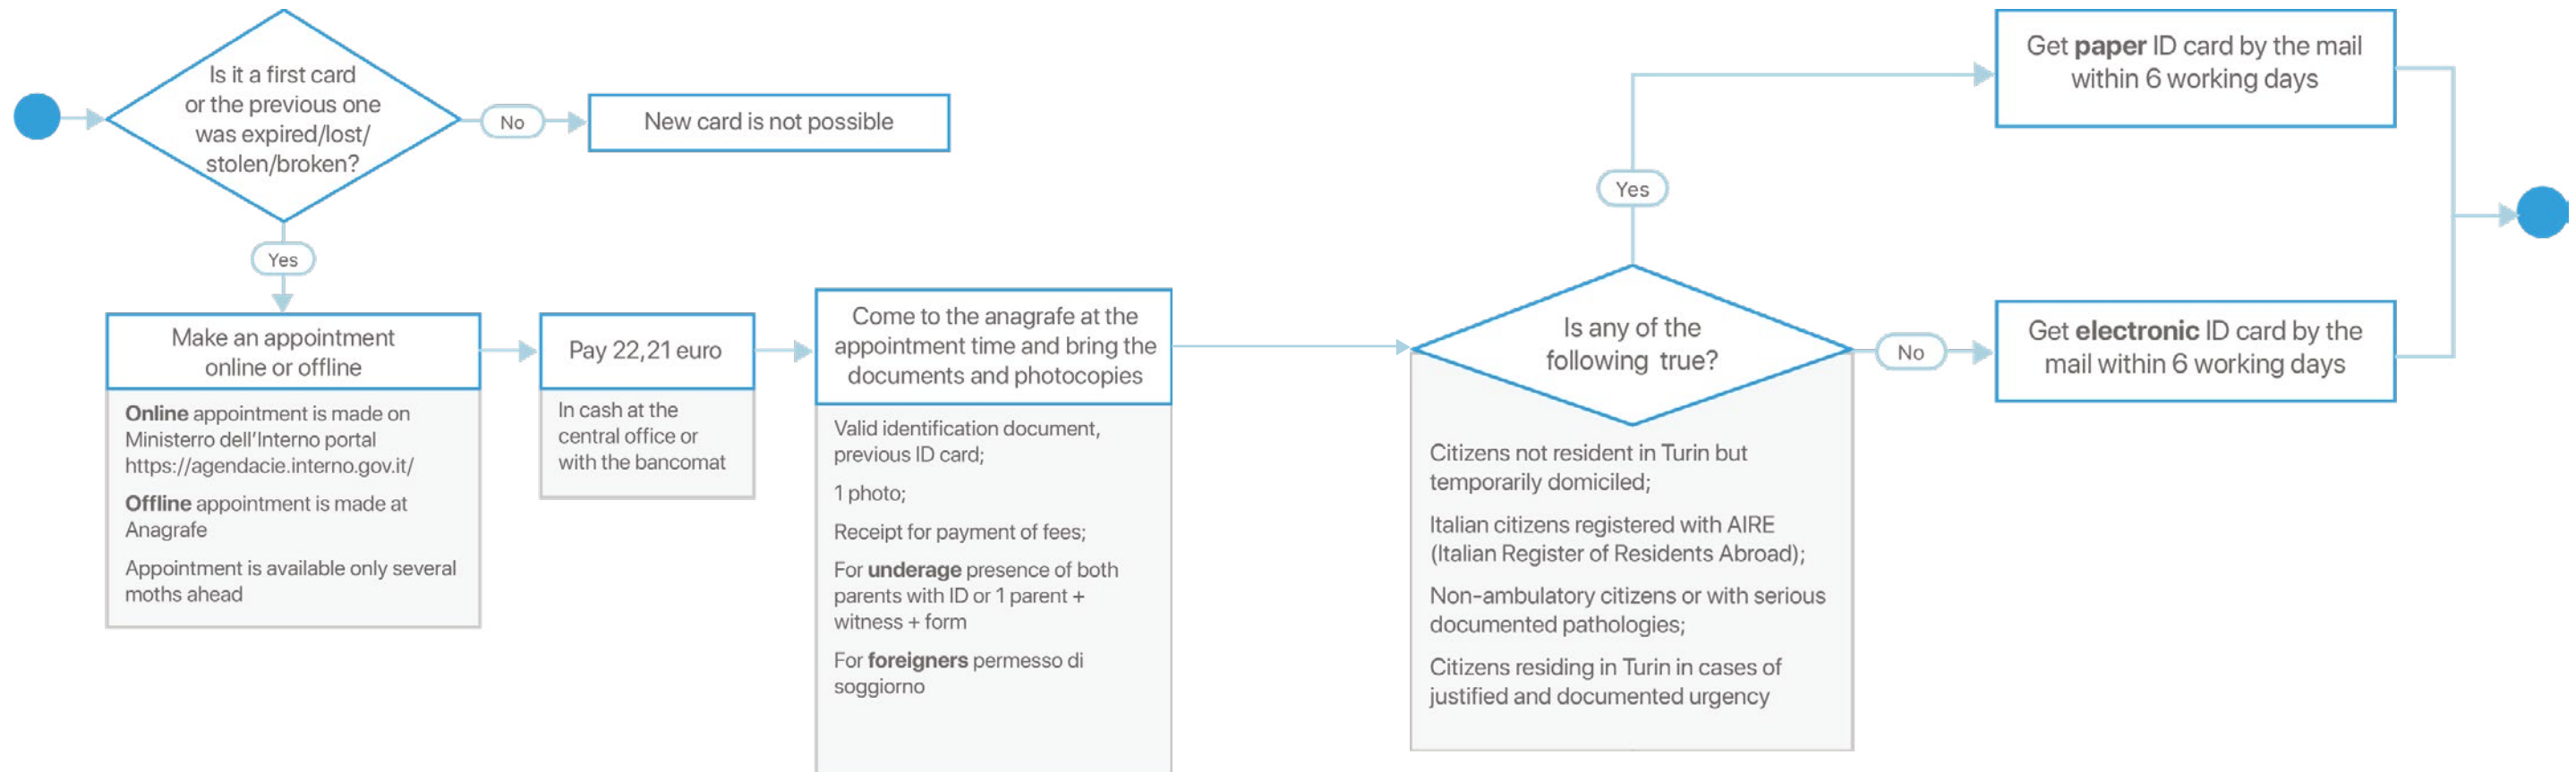 Is it a first card
or the previous one
was expired/lost/
stolen/broken?
No
New card is not possible
Yes
Make an appointment
online or offline
Online appointment is made on
Ministerro dell'Interno portal
https://agendacie.interno.gov.it/
Offline appointment is made at
Anagrafe
Appointment is available only several
moths ahead
Pay 22,21 euro
In cash at the
central office or
with the bancomat
Come to the anagrafe at the
appointment time and bring the
documents and photocopies
Valid identification document,
previous ID card;
1 photo;
Receipt for payment of fees;
For underage presence of both
parents with ID or 1 parent +
witness + form
For foreigners permesso di
soggiorno
Is any of the
following true?
Citizens not resident in Turin but
temporarily domiciled;
Italian citizens registered with AIRE
(Italian Register of Residents Abroad);
Non-ambulatory citizens or with serious
documented pathologies;
Citizens residing in Turin in cases of
justified and documented urgency
Yes
Get paper ID card by the mail
within 6 working days
No
Get electronic ID card by the
mail within 6 working days